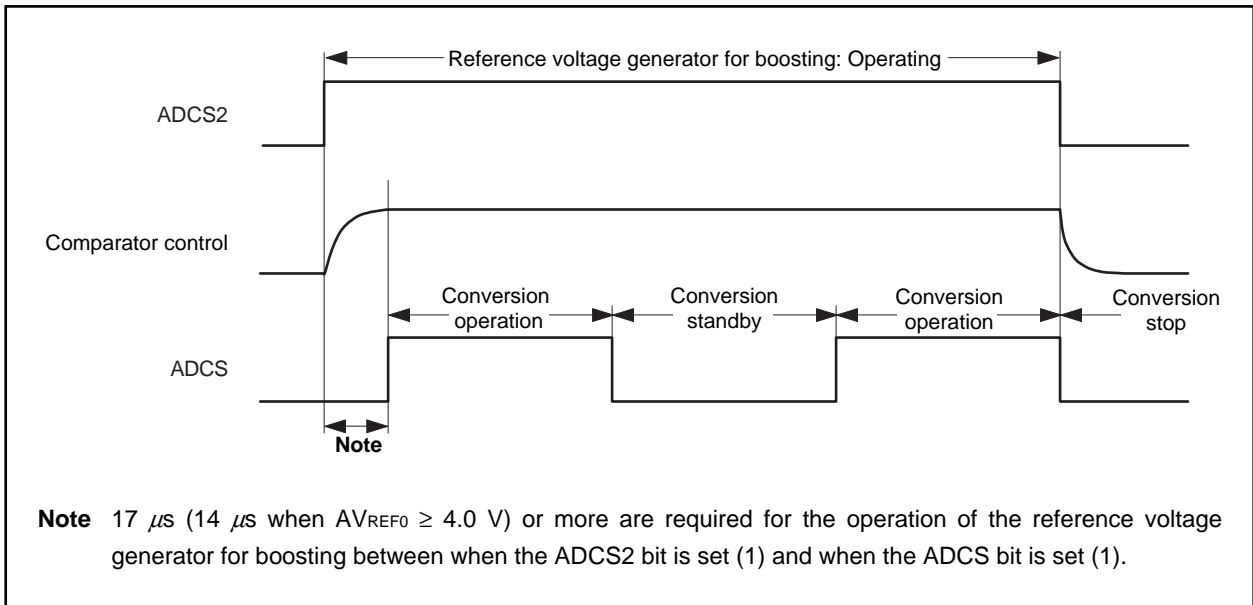 Reference voltage generator for boosting: Operating
ADCS2
Comparator control
Conversion operation
Conversion standby
Conversion operation
Conversion stop
ADCS
Note
Note 17 μs (14 μs when AVREF0 ≥ 4.0 V) or more are required for the operation of the reference voltage
generator for boosting between when the ADCS2 bit is set (1) and when the ADCS bit is set (1).